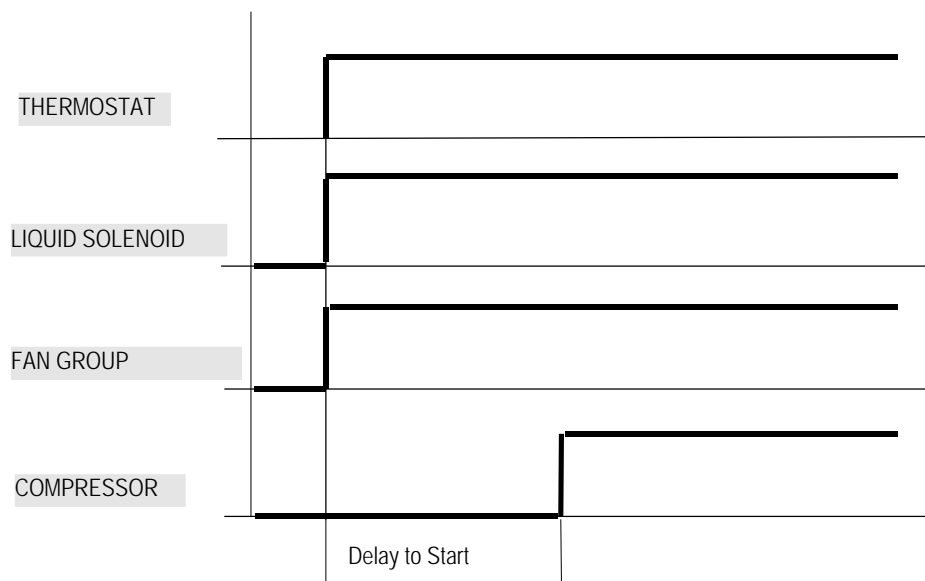 THERMOSTAT
LIQUID SOLENOID
FAN GROUP
COMPRESSOR
Delay to Start